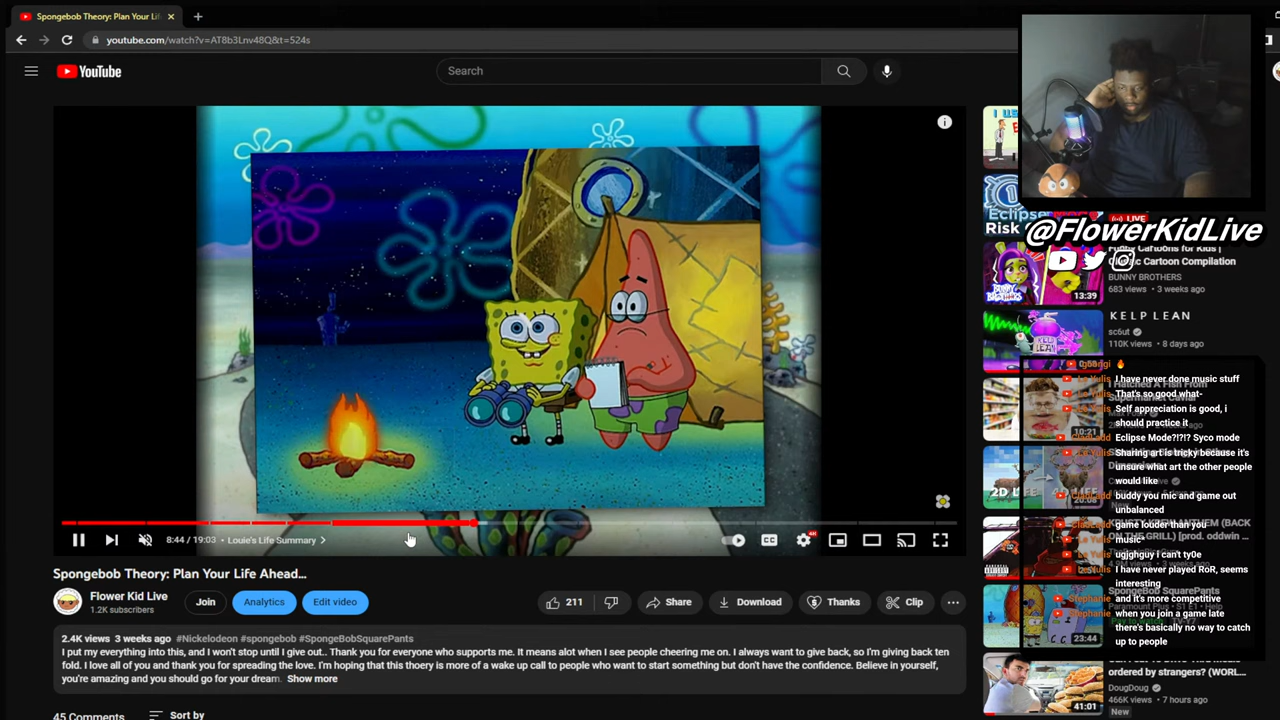 Spongebob Theory: Plan Your Lif
youtube.com/watch?v=AT8b3Lnv48Q&t=524s
YouTube
Search
8:44 / 19:03 • Louie's Life Summary >
Spongebob Theory: Plan Your Life Ahead...
Flower Kid Live
1.2K subscribers
Join
Analytics
Edit video
211
Share
Download
Thanks
Clip
2.4K views 3 weeks ago #Nickelodeon #spongebob #SpongeBobSquarePants
I put my everything into this, and I won't stop until I give out.. Thank you for everyone who supports me. It means alot when I see people cheering me on. I always want to give back, so I'm giving back ten
fold. I love all of you and thank you for spreading the love. I'm hoping that this thoery is more of a wake up call to people who want to start something but don't have the confidence. Believe in yourself,
you're amazing and you should go for your dream. Show more
45 Comments
Sort by
Eclipse
Risk
LIVE
@FlowerKidLive
Classic Cartoon Compilation
BUNNY BROTHERS
683 views • 3 weeks ago
13:39
KELP LEAN
sc6ut
110K views • 8 days ago
I have never done music stuff
That's so good what-
Self appreciation is good, i
should practice it
10:21
Eclipse Mode?!?!? Syco mode
Sharing art is tricky because it's
unsure what art the other people
would like
2D LIFE
20:08
buddy you mod and game out
unbalanced
game louder than you
music*
ugjghguy i can't ty0e
I have never played RoR, seems
interesting
Stephanie and it's more competitive
Stephanie when you join a game late
there's basically no way to catch
up to people
23:44
ordered by strangers? (WORL...
DougDoug
466K views • 7 hours ago
New
41:01